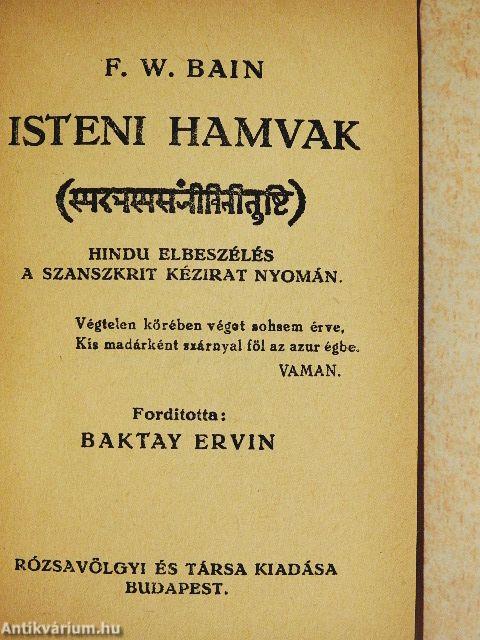 F. W. BAIN
ISTENI HAMVAK
HINDU ELBESZÉLÉS
A SZANSZKRIT KÉZIRAT NYOMÁN.
Végtelen körében véget sohsem érve,
Kis madárként szárnyal föl az azur égbe.
VAMAN.
Forditotta:
BAKTAY ERVIN
RÓZSAVÖLGYI ÉS TÁRSA KIADÁSA
BUDAPEST.
Antikvárium.hu